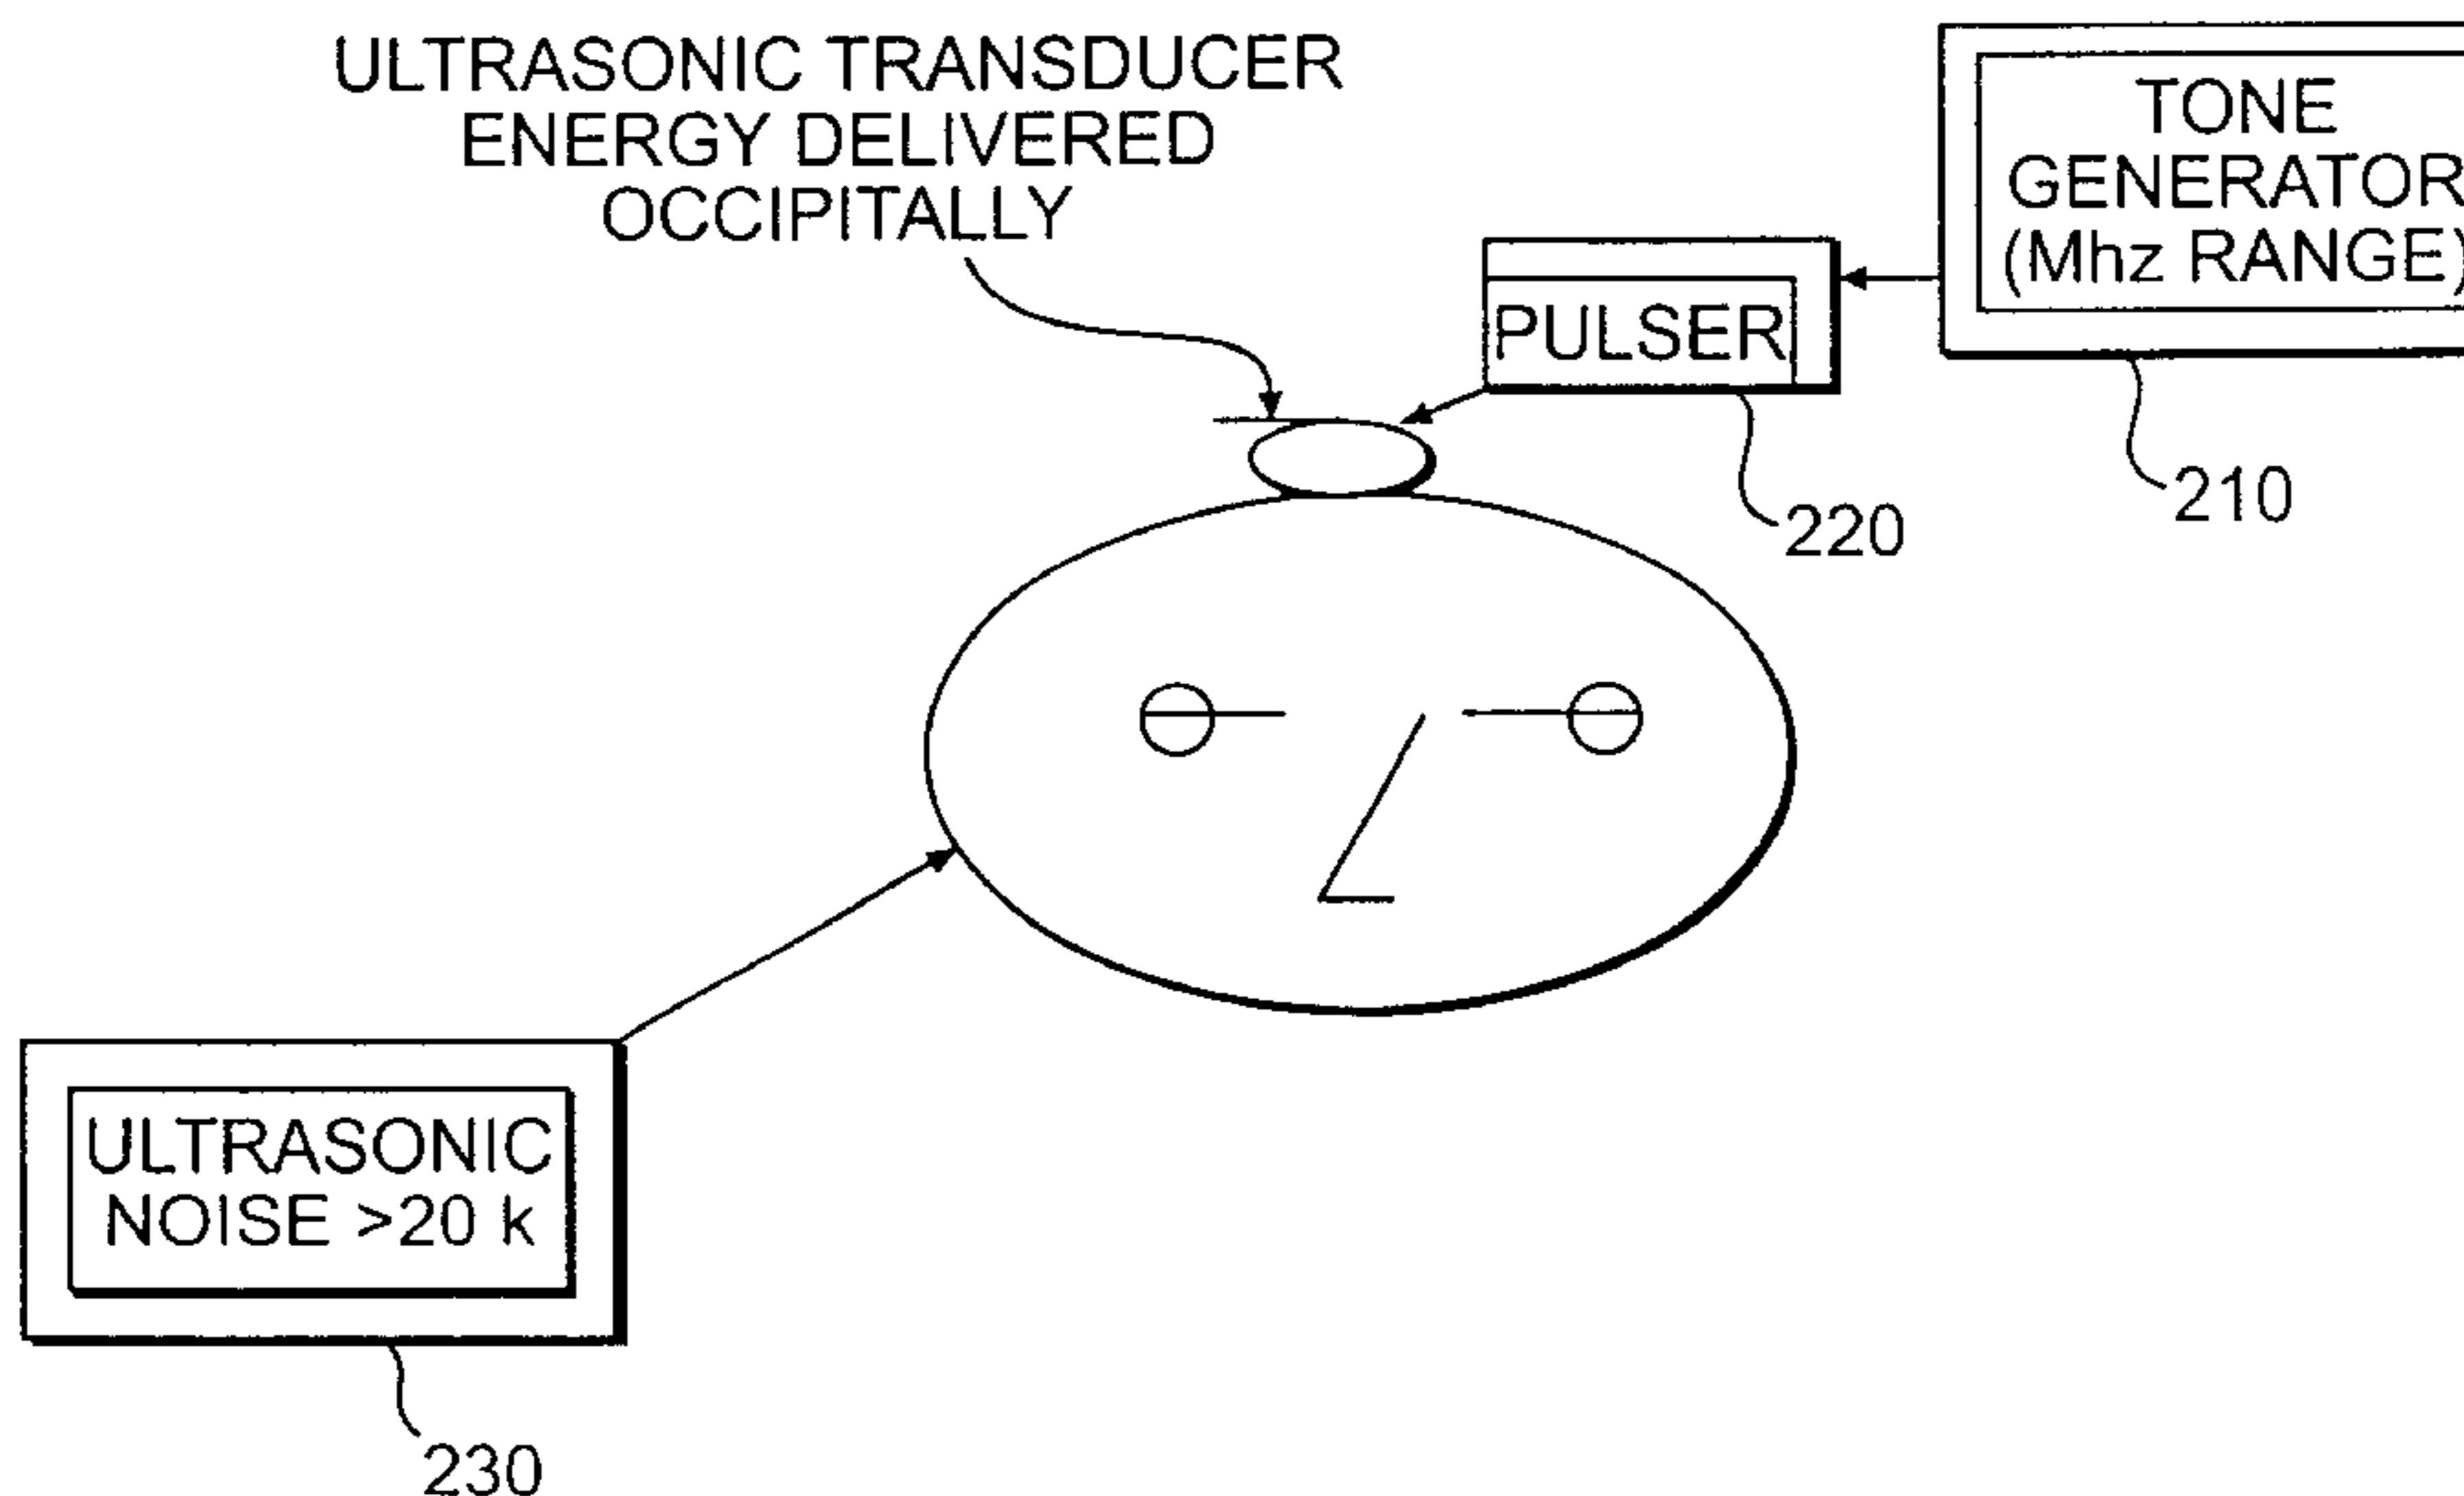 ULTRASONIC TRANSDUCER
ENERGY DELIVERED
OCCIPITALLY
TONE
GENERATOR
(Mhz RANGE)
PULSER
210
220
ULTRASONIC
NOISE >20 k
230